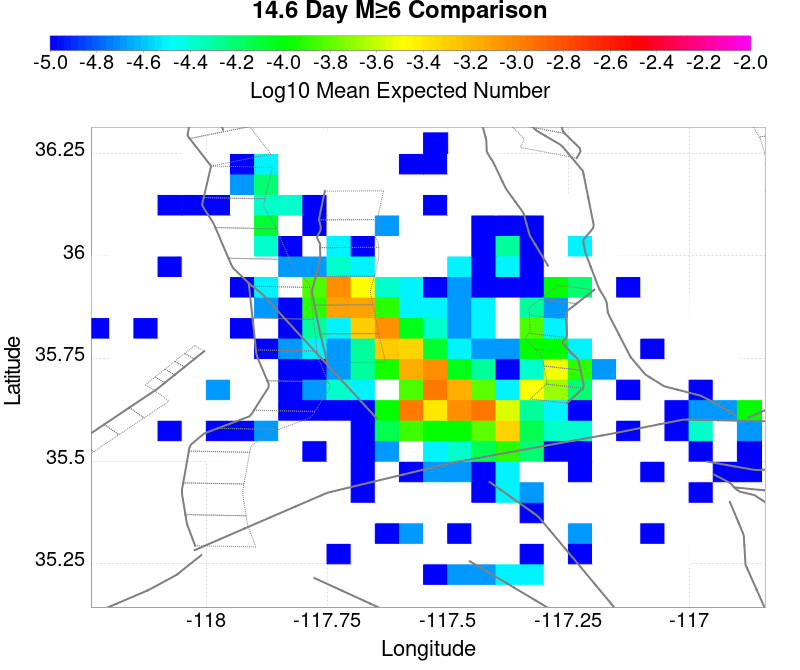 14.6 Day M≥6 Comparison
-5.0 -4.8 -4.6 -4.4 -4.2 -4.0 -3.8 -3.6 -3.4 -3.2 -3.0 -2.8 -2.6 -2.4 -2.2 -2.0
Log10 Mean Expected Number
36.25
36
35.75
35.5
35.25
Latitude
-118 -117.75 -117.5 -117.25 -117
Longitude